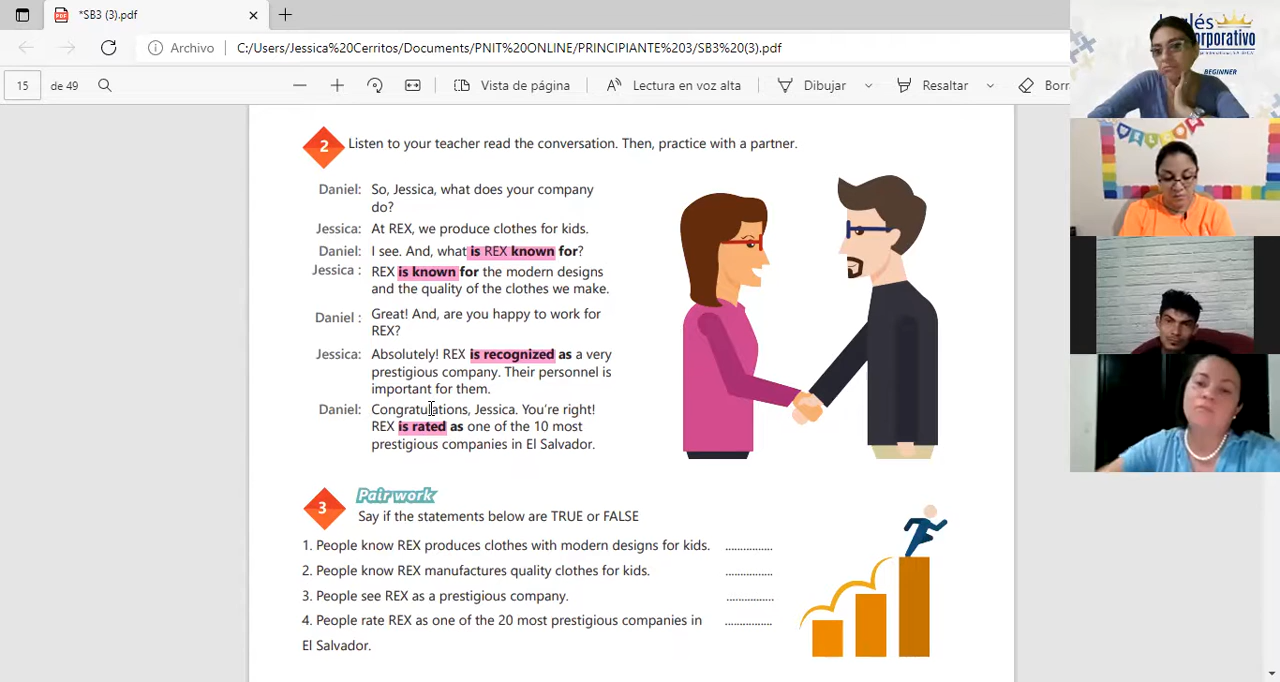 *SB3 (3).pdf
Archivo
C:/Users/Jessica%20Cerritos/Documents/PNIT%20ONLINE/PRINCIPIANTE%203/SB3%20(3).pdf
15 de 49
Vista de página
Lectura en voz alta
Dibujar
Resaltar
Inglés
BEGINNER
2
Listen to your teacher read the conversation. Then, practice with a partner.
Daniel: So, Jessica, what does your company
do?
Jessica: At REX, we produce clothes for kids.
Daniel: I see. And, what is REX known for?
Jessica : REX is known for the modern designs
and the quality of the clothes we make.
Daniel : Great! And, are you happy to work for
REX?
Jessica: Absolutely! REX is recognized as a very
prestigious company. Their personnel is
important for them.
Daniel: Congratulations, Jessica. You’re right!
REX is rated as one of the 10 most
prestigious companies in El Salvador.
3
Pair work
Say if the statements below are TRUE or FALSE
1. People know REX produces clothes with modern designs for kids. ...............
2. People know REX manufactures quality clothes for kids. ...............
3. People see REX as a prestigious company. ...............
4. People rate REX as one of the 20 most prestigious companies in ...............
El Salvador.